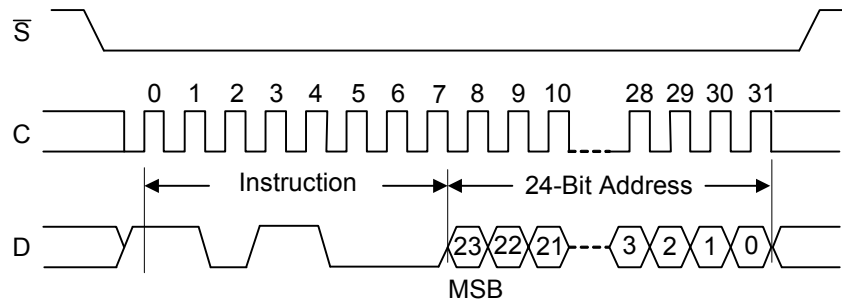 S
0 1 2 3 4 5 6 7 8 9 10 28 29 30 31
C
Instruction 24-Bit Address
D 23 22 21 3 2 1 0
MSB